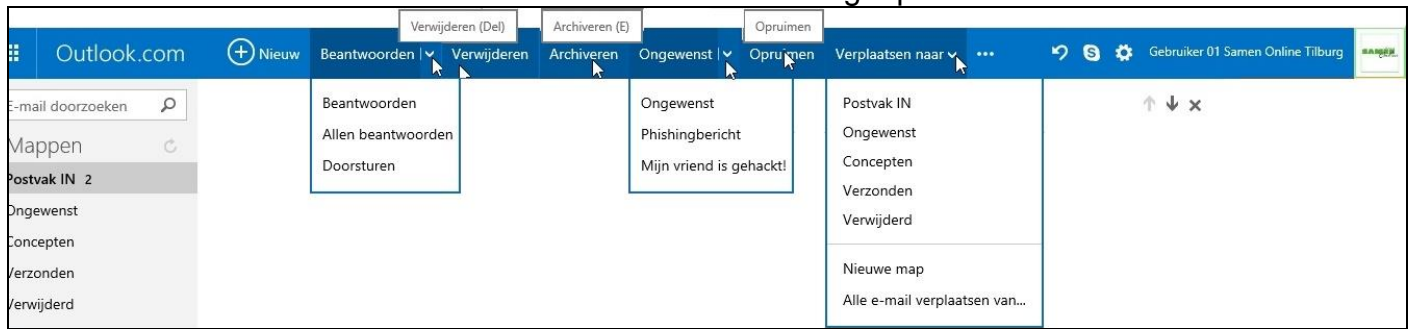 Verwijderen (Del)
Archiveren (E)
Opruimen
Outlook.com
Nieuw
Beantwoorden
Verwijderen
Archiveren
Ongewenst
Opruimen
Verplaatsen naar
Gebruiker 01 Samen Online Tilburg
SAMEN
E-mail doorzoeken
Mappen
Postvak IN 2
Ongewenst
Concepten
Verzonden
Verwijderd
Beantwoorden
Allen beantwoorden
Doorsturen
Ongewenst
Phishingbericht
Mijn vriend is gehackt!
Postvak IN
Ongewenst
Concepten
Verzonden
Verwijderd
Nieuwe map
Alle e-mail verplaatsen van...